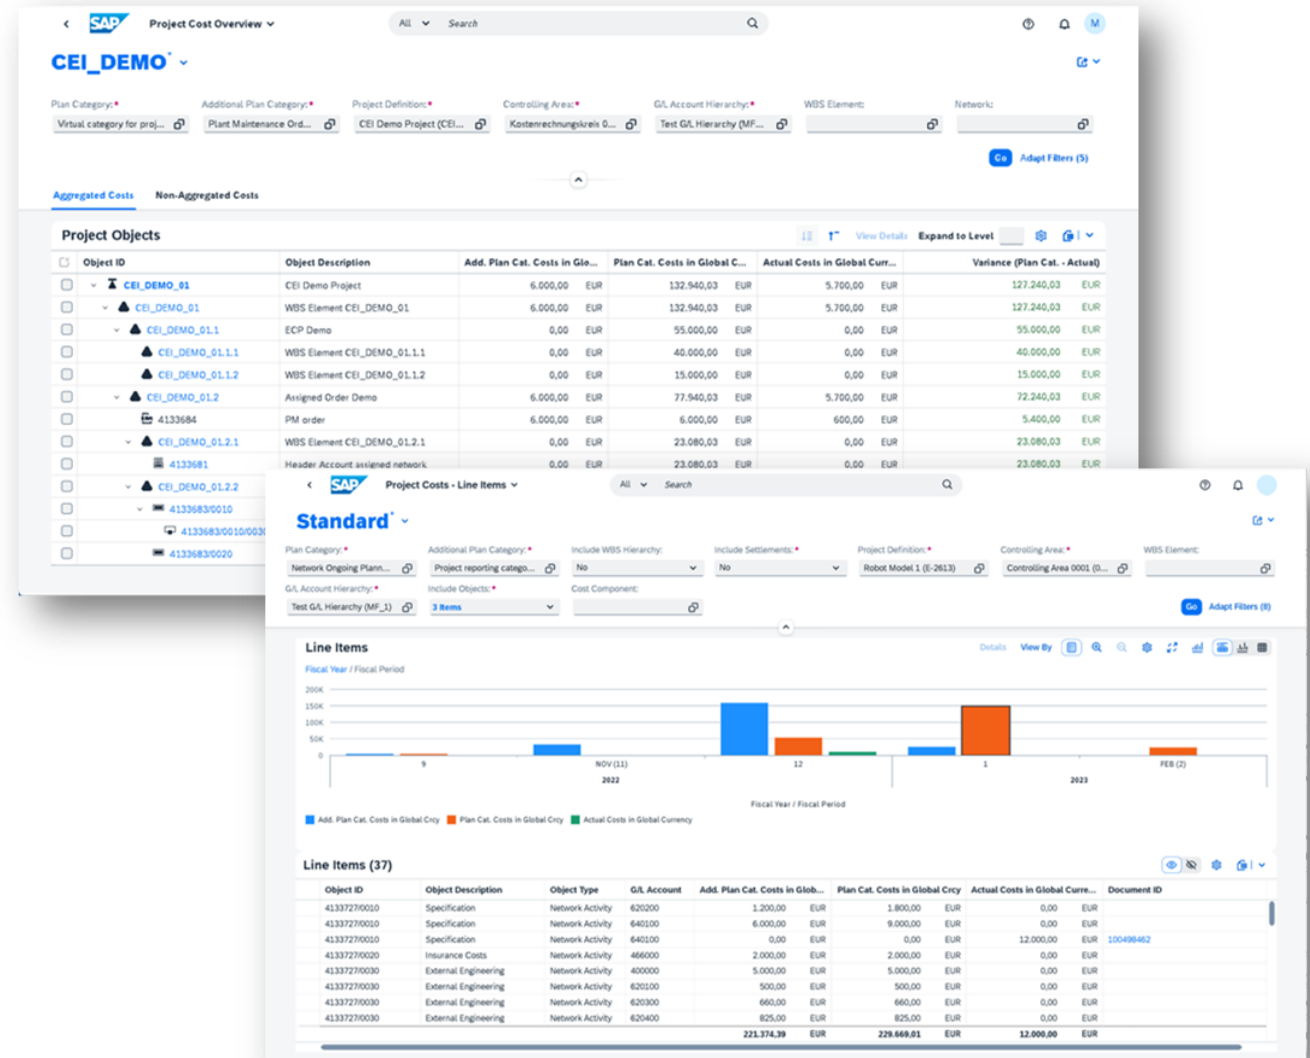 SAP Project Cost Overview All Search M
CEI_DEMO*
Plan Category:* Additional Plan Category:* Project Definition:* Controlling Area:* G/L Account Hierarchy:* WBS Element: Network:
Virtual category for proj... Plant Maintenance Ord... CEI Demo Project (CEI... Kostenrechnungskreis 0... Test G/L Hierarchy (MF...
Go Adapt Filters (5)
Aggregated Costs Non-Aggregated Costs
Project Objects View Details Expand to Level
Object ID Object Description Add. Plan Cat. Costs in Glo... Plan Cat. Costs in Global C... Actual Costs in Global Curr... Variance (Plan Cat. - Actual)
CEI_DEMO_01 CEI Demo Project 6.000,00 EUR 132.940,03 EUR 5.700,00 EUR 127.240,03 EUR
CEI_DEMO_01 WBS Element CEI_DEMO_01 6.000,00 EUR 132.940,03 EUR 5.700,00 EUR 127.240,03 EUR
CEI_DEMO_01.1 ECP Demo 0,00 EUR 55.000,00 EUR 0,00 EUR 55.000,00 EUR
CEI_DEMO_01.1.1 WBS Element CEI_DEMO_01.1.1 0,00 EUR 40.000,00 EUR 0,00 EUR 40.000,00 EUR
CEI_DEMO_01.1.2 WBS Element CEI_DEMO_01.1.2 0,00 EUR 15.000,00 EUR 0,00 EUR 15.000,00 EUR
CEI_DEMO_01.2 Assigned Order Demo 6.000,00 EUR 77.940,03 EUR 5.700,00 EUR 72.240,03 EUR
4133684 PM order 6.000,00 EUR 6.000,00 EUR 600,00 EUR 5.400,00 EUR
CEI_DEMO_01.2.1 WBS Element CEI_DEMO_01.2.1 0,00 EUR 23.080,03 EUR 0,00 EUR 23.080,03 EUR
4133681 Header Account assigned network 0,00 EUR 23.080,03 EUR 0,00 EUR 23.080,03 EUR
CEI_DEMO_01.2.2
4133683/0010
4133683/0010/0030
4133683/0020
SAP Project Costs - Line Items All Search
Standard*
Plan Category:* Additional Plan Category:* Include WBS Hierarchy: Include Settlements:* Project Definition:* Controlling Area:* WBS Element:
Network Ongoing Plann... Project reporting catego... No No Robot Model 1 (E-2613) Controlling Area 0001 (0...
G/L Account Hierarchy:* Include Objects:* Cost Component:
Test G/L Hierarchy (MF_1) 3 Items Go Adapt Filters (8)
Line Items Details View By
Fiscal Year / Fiscal Period
200K
150K
100K
50K
0
9 NOV (11) 12 1 FEB (2)
2022 2023
Fiscal Year / Fiscal Period
Add. Plan Cat. Costs in Global Crcy Plan Cat. Costs in Global Crcy Actual Costs in Global Currency
Line Items (37)
Object ID Object Description Object Type G/L Account Add. Plan Cat. Costs in Glob... Plan Cat. Costs in Global Crcy Actual Costs in Global Curre... Document ID
4133727/0010 Specification Network Activity 620200 1.200,00 EUR 1.800,00 EUR 0,00 EUR
4133727/0010 Specification Network Activity 640100 6.000,00 EUR 9.000,00 EUR 0,00 EUR
4133727/0010 Specification Network Activity 640100 0,00 EUR 0,00 EUR 12.000,00 EUR 100498462
4133727/0020 Insurance Costs Network Activity 466000 2.000,00 EUR 2.000,00 EUR 0,00 EUR
4133727/0030 External Engineering Network Activity 400000 5.000,00 EUR 5.000,00 EUR 0,00 EUR
4133727/0030 External Engineering Network Activity 620100 500,00 EUR 500,00 EUR 0,00 EUR
4133727/0030 External Engineering Network Activity 620300 660,00 EUR 660,00 EUR 0,00 EUR
4133727/0030 External Engineering Network Activity 620400 825,00 EUR 825,00 EUR 0,00 EUR
221.374,39 EUR 229.669,01 EUR 12.000,00 EUR